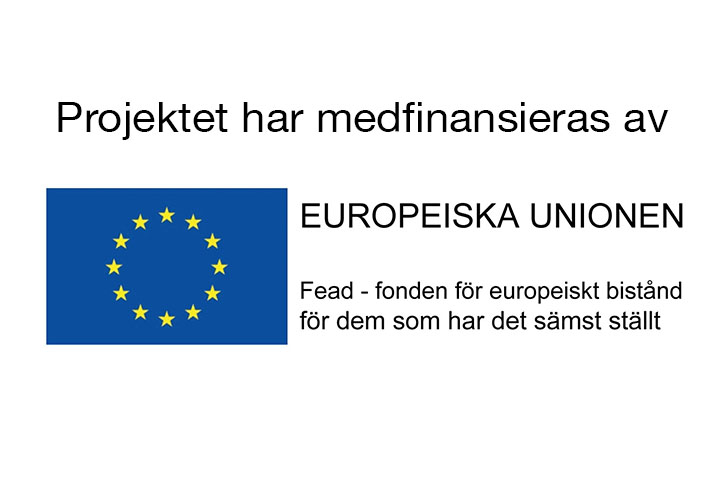 Projektet har medfinansieras av
EUROPEISKA UNIONEN
Fead - fonden för europeiskt bistånd
för dem som har det sämst ställt